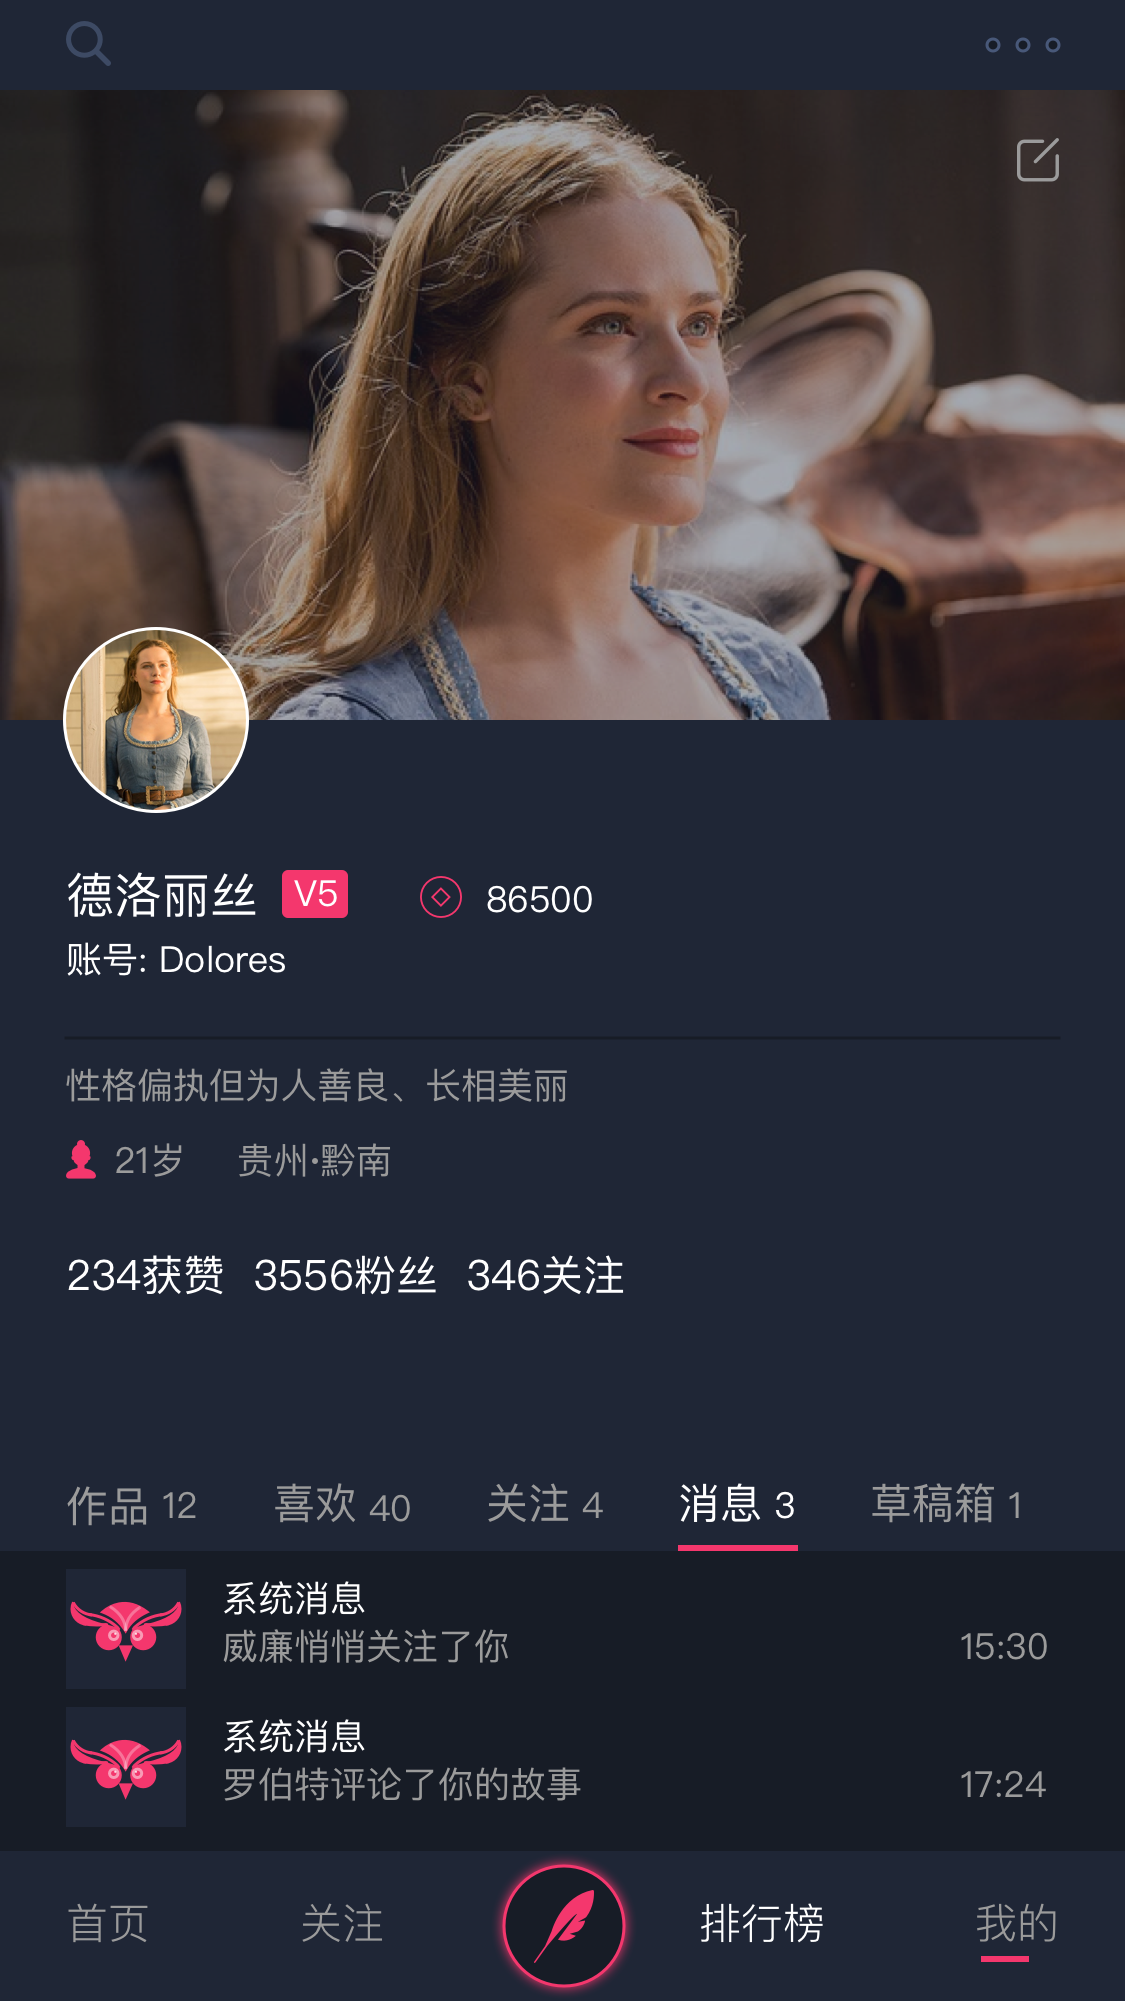 德洛丽丝 V5 86500
账号: Dolores
性格偏执但为人善良、长相美丽
21岁 贵州·黔南
234获赞 3556粉丝 346关注
作品 12 喜欢 40 关注 4 消息 3 草稿箱 1
系统消息
威廉悄悄关注了你 15:30
系统消息
罗伯特评论了你的故事 17:24
首页 关注 排行榜 我的